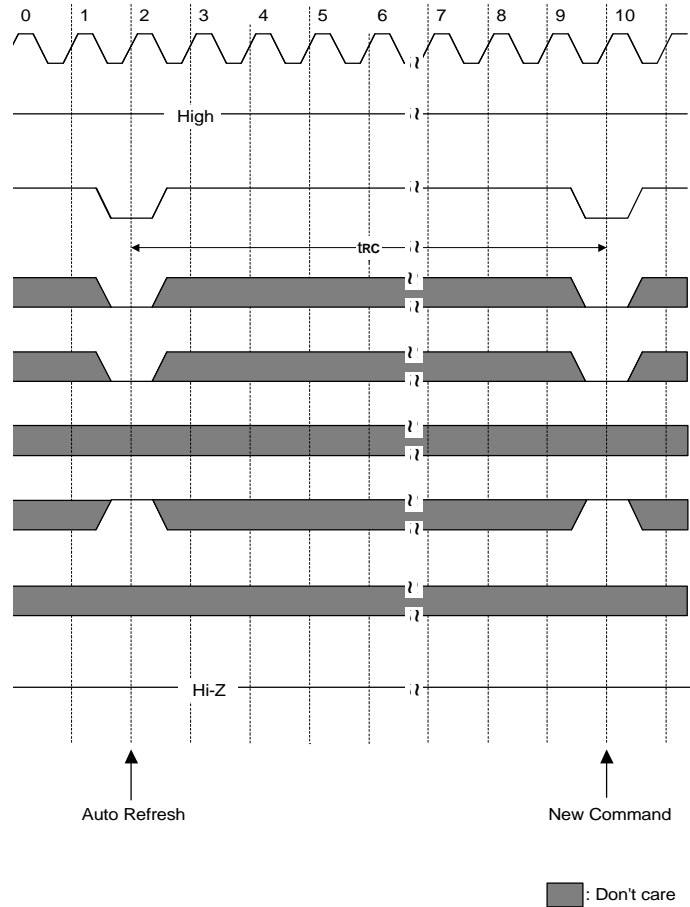 0 1 2 3 4 5 6 7 8 9 10
High
tRC
Hi-Z
Auto Refresh New Command
: Don't care